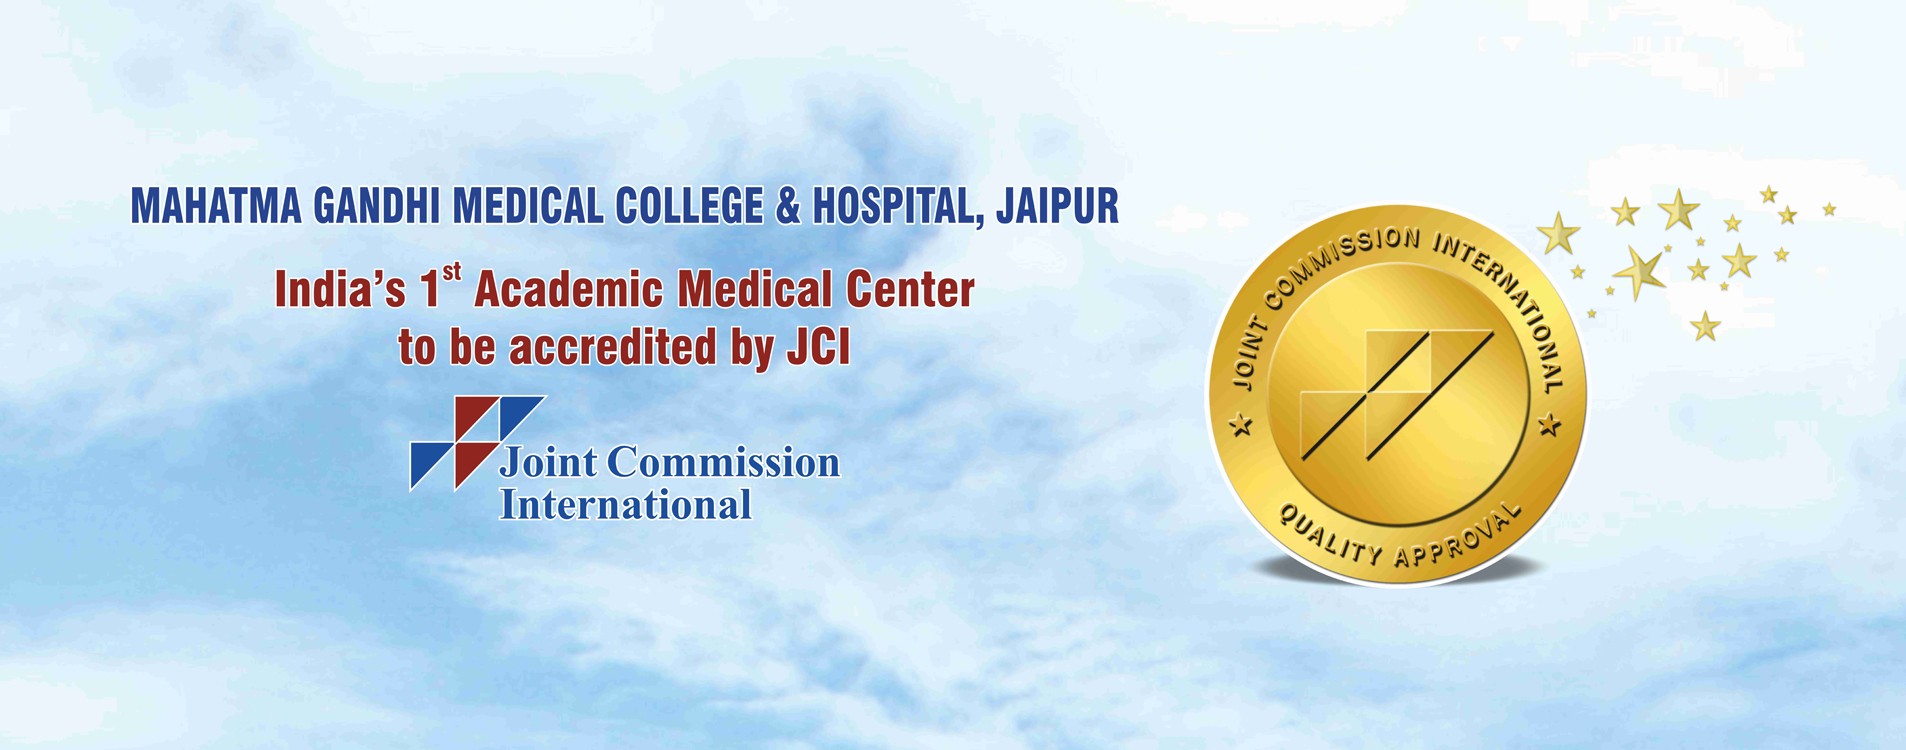 MAHATMA GANDHI MEDICAL COLLEGE & HOSPITAL, JAIPUR
India's 1st Academic Medical Center
to be accredited by JCI
Joint Commission
International
JOINT COMMISSION INTERNATIONAL
QUALITY APPROVAL